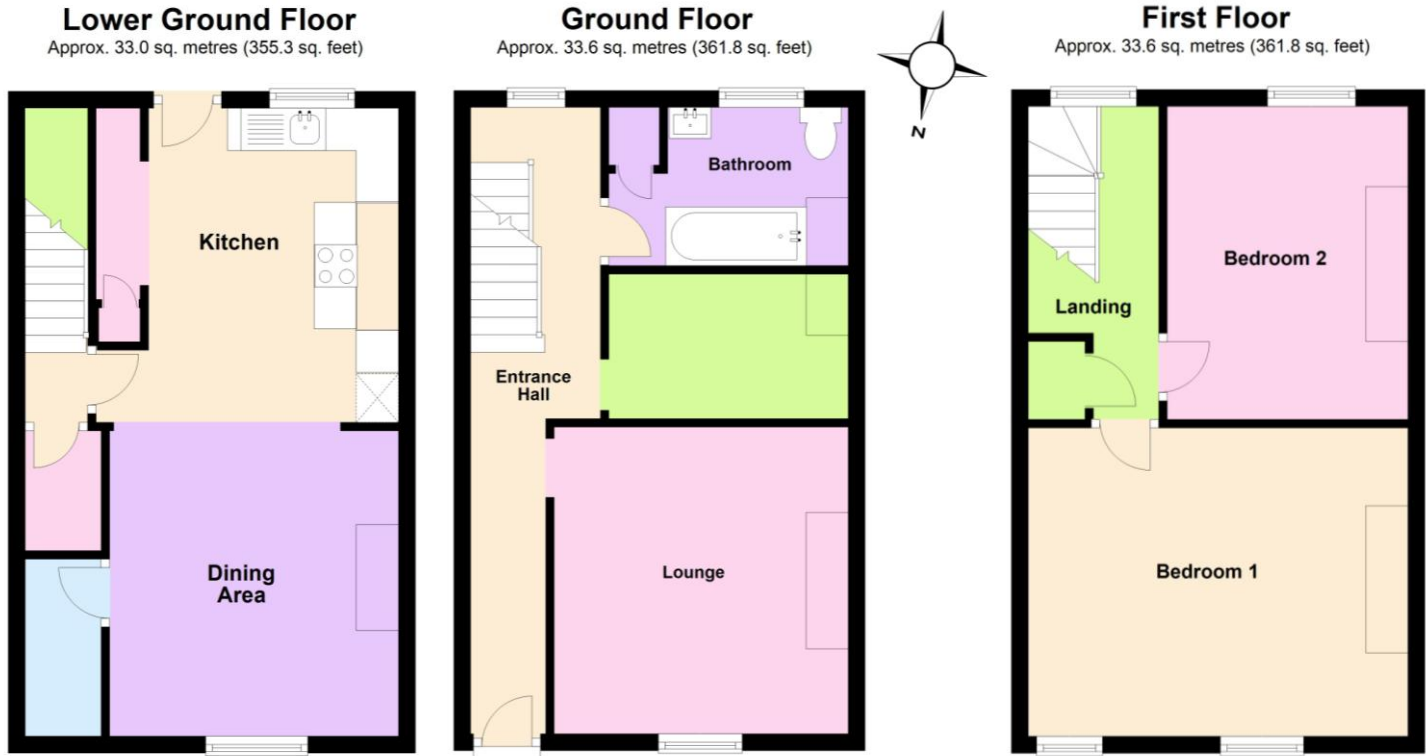 Lower Ground Floor
Approx. 33.0 sq. metres (355.3 sq. feet)
Kitchen
Dining
Area
Ground Floor
Approx. 33.6 sq. metres (361.8 sq. feet)
Bathroom
Entrance
Hall
Lounge
N
First Floor
Approx. 33.6 sq. metres (361.8 sq. feet)
Bedroom 2
Landing
Bedroom 1